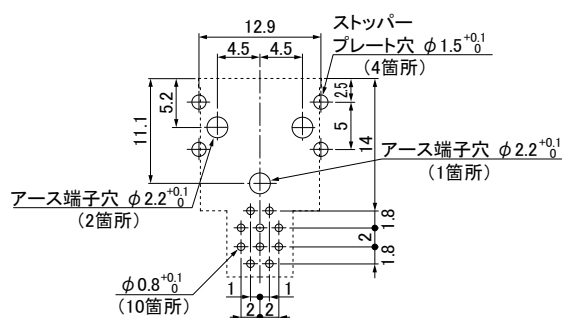 12.9
4.5
4.5
ストッパー
プレート穴 φ1.5+0.1 0
（4箇所）
5.2
11.1
2.5
5
14
アース端子穴 φ2.2+0.1 0
（1箇所）
アース端子穴 φ2.2+0.1 0
（2箇所）
1.8
2
1.8
φ0.8+0.1 0
（10箇所）
1
1
2
2